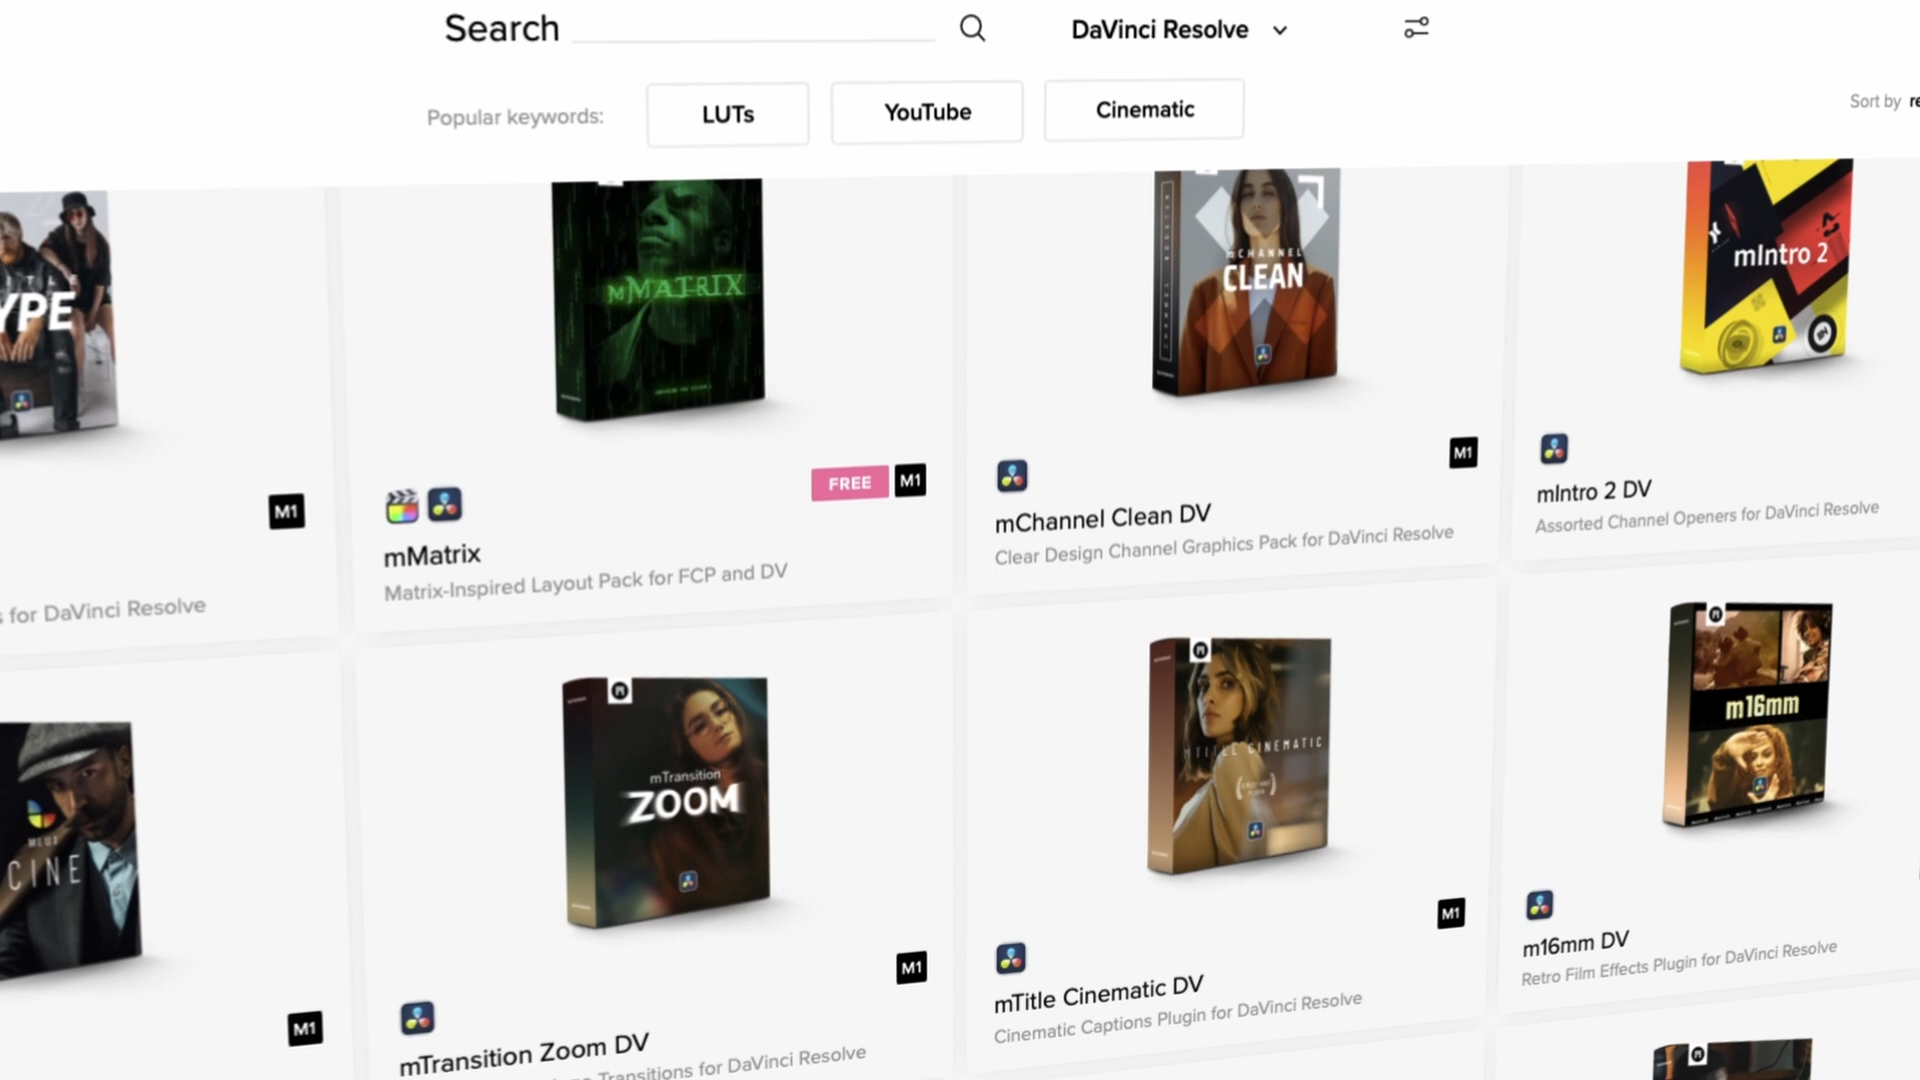 Search
DaVinci Resolve
Popular keywords:
LUTs
YouTube
Cinematic
Sort by
YPE
M1
for DaVinci Resolve
mMATRIX
FREE
M1
mMatrix
Matrix-Inspired Layout Pack for FCP and DV
mCHANNEL
CLEAN
M1
mChannel Clean DV
Clear Design Channel Graphics Pack for DaVinci Resolve
mIntro 2
mIntro 2 DV
Assorted Channel Openers for DaVinci Resolve
MLUT
CINE
M1
mTransition
ZOOM
M1
mTransition Zoom DV
Transitions for DaVinci Resolve
MTITLE CINEMATIC
M1
mTitle Cinematic DV
Cinematic Captions Plugin for DaVinci Resolve
m16mm
m16mm DV
Retro Film Effects Plugin for DaVinci Resolve